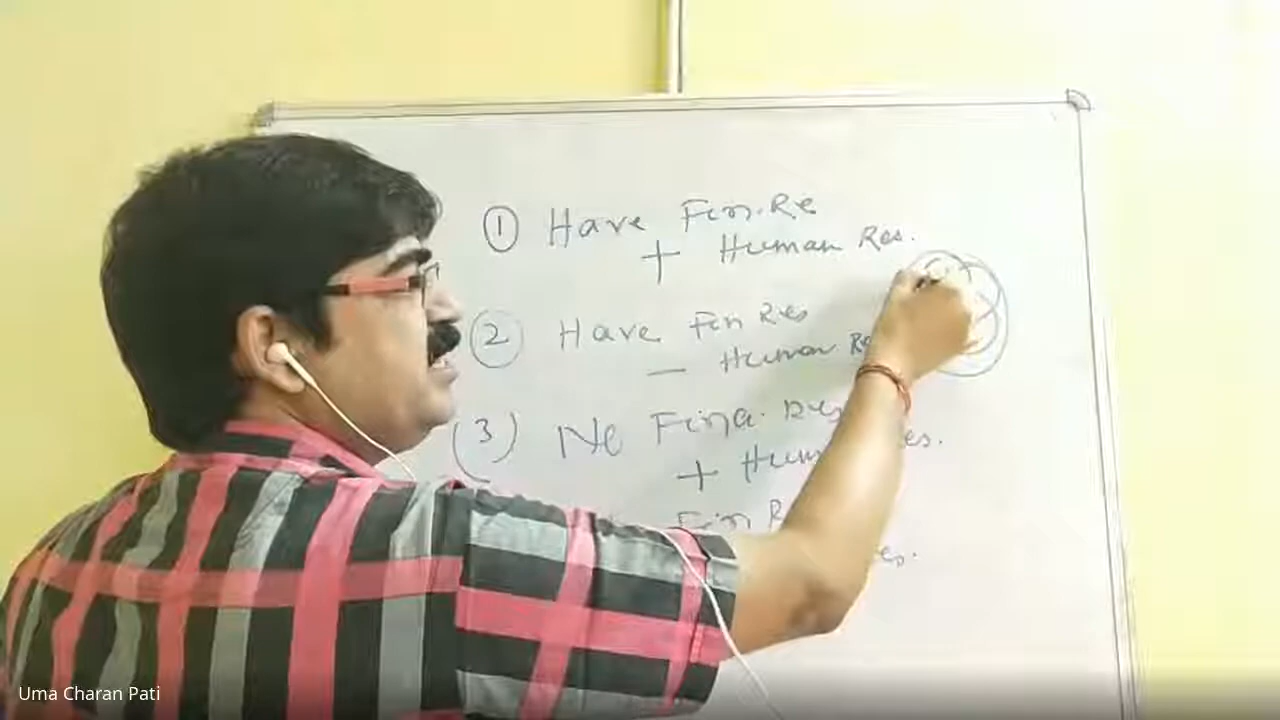 ① Have Fin.Re
+ Human Res.
② Have Fin Res
– Human Re
(3) No Fina. Res
+ Hum es.
Fin R
es.
Uma Charan Pati